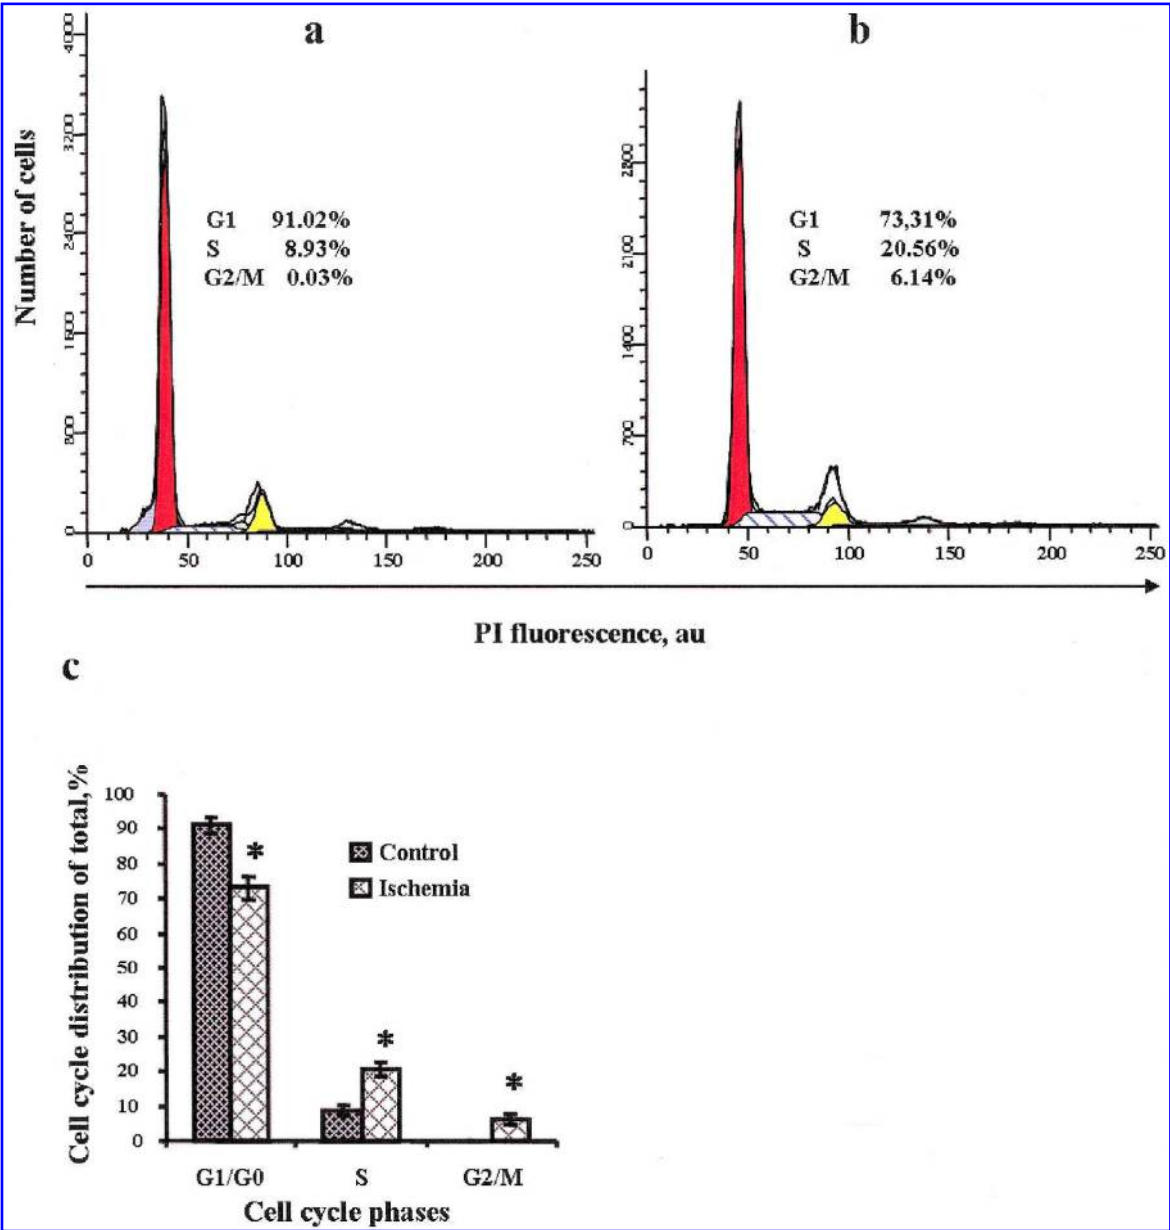 a
b
Number of cells
4000
3200
2400
1600
800
0
G1 91.02%
S 8.93%
G2/M 0.03%
0 50 100 150 200 250
2800
2100
1400
700
0
G1 73,31%
S 20.56%
G2/M 6.14%
0 50 100 150 200 250
PI fluorescence, au
c
Cell cycle distribution of total,%
100
90
80
70
60
50
40
30
20
10
0
*
*
*
Control
Ischemia
G1/G0 S G2/M
Cell cycle phases